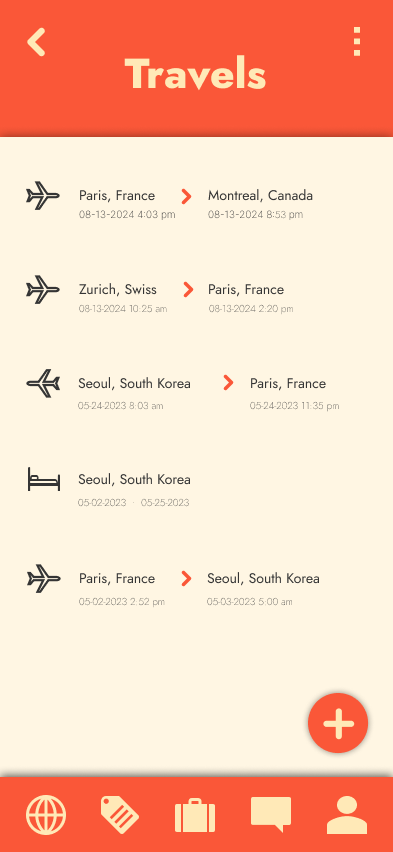 Travels
Paris, France Montreal, Canada
08-13-2024 4:03 pm 08-13-2024 8:53 pm
Zurich, Swiss Paris, France
08-13-2024 10:25 am 08-13-2024 2:20 pm
Seoul, South Korea Paris, France
05-24-2023 8:03 am 05-24-2023 11:35 pm
Seoul, South Korea
05-02-2023 - 05-25-2023
Paris, France Seoul, South Korea
05-02-2023 2:52 pm 05-03-2023 5:00 am